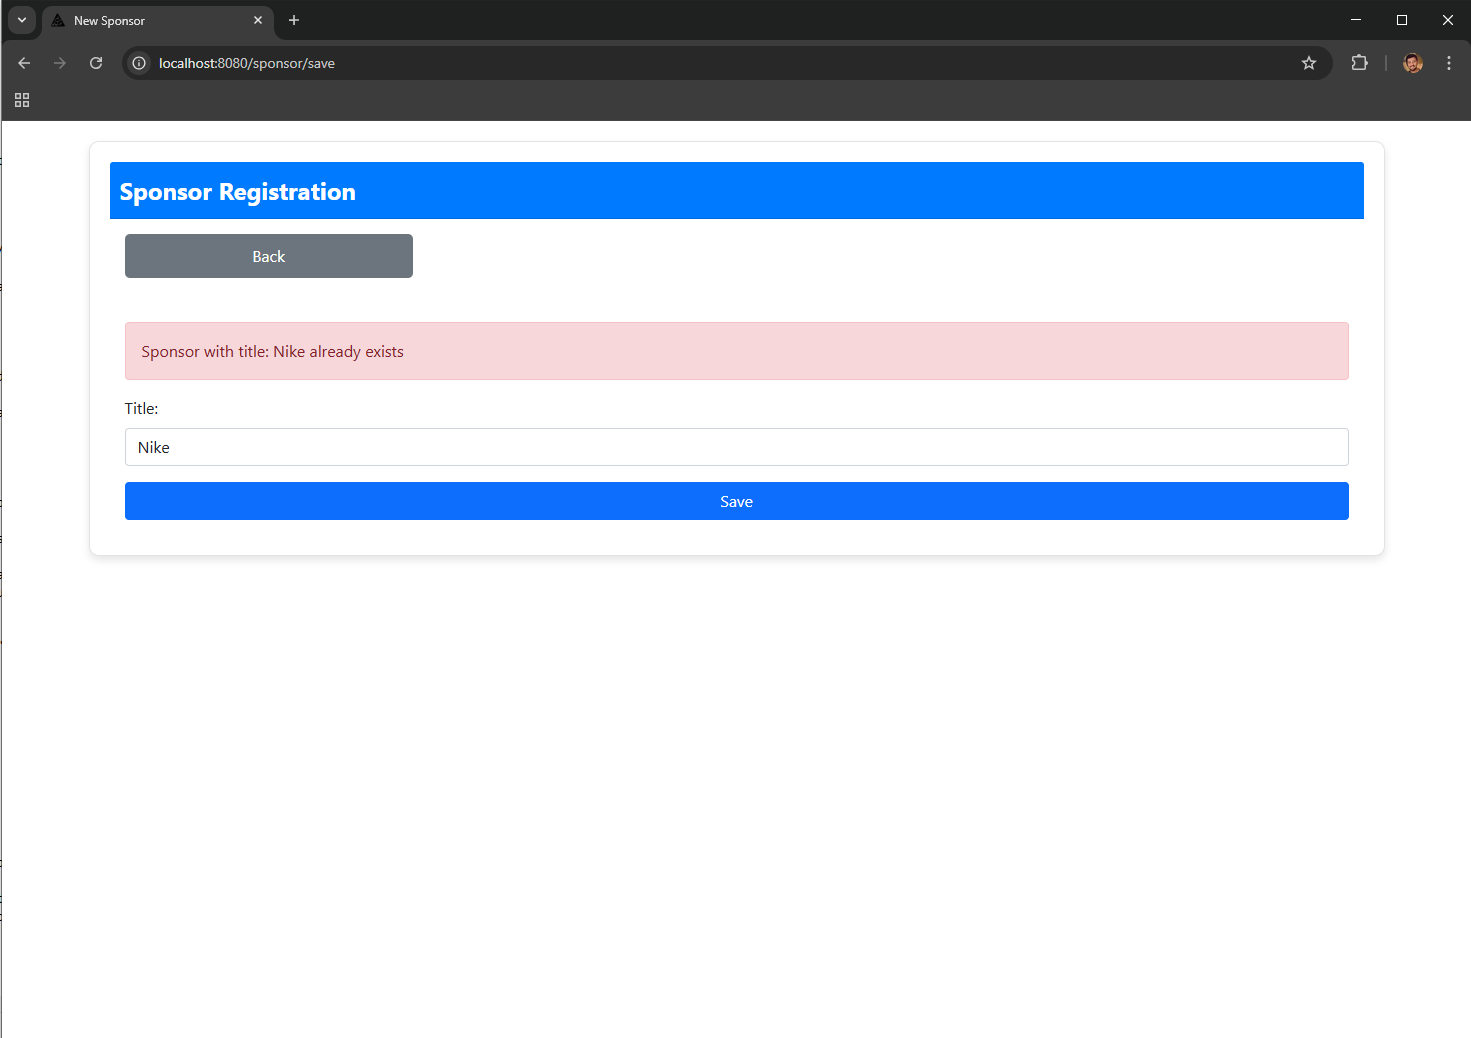 New Sponsor
localhost:8080/sponsor/save
Sponsor Registration
Back
Sponsor with title: Nike already exists
Title:
Nike
Save